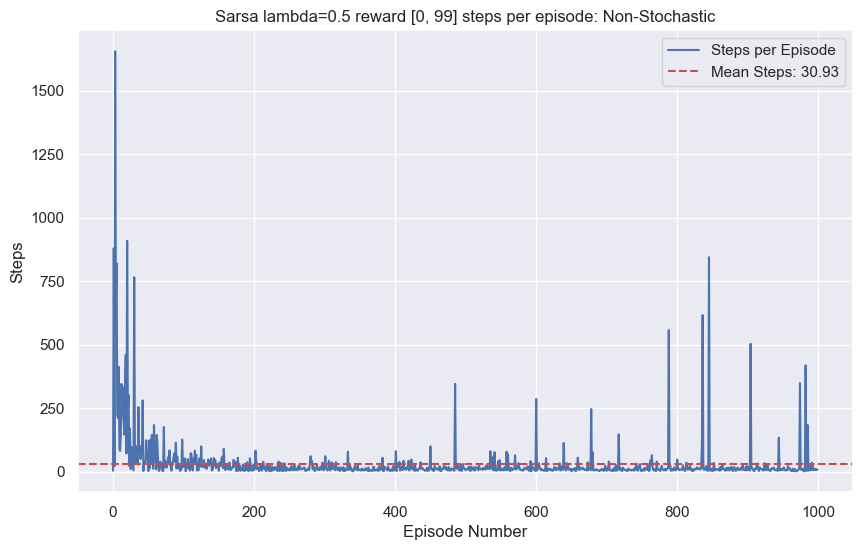 Sarsa lambda=0.5 reward [0, 99] steps per episode: Non-Stochastic
Steps per Episode
Mean Steps: 30.93
Steps
1500
1250
1000
750
500
250
0
0 200 400 600 800 1000
Episode Number